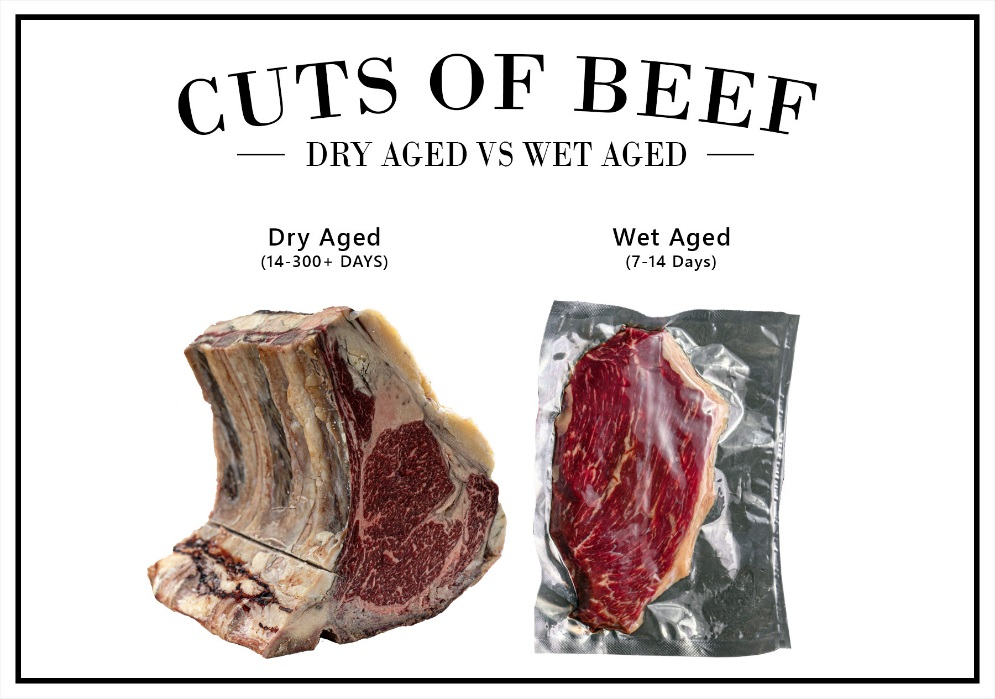 CUTS OF BEEF
DRY AGED VS WET AGED
Dry Aged
(14-300+ DAYS)
Wet Aged
(7-14 Days)